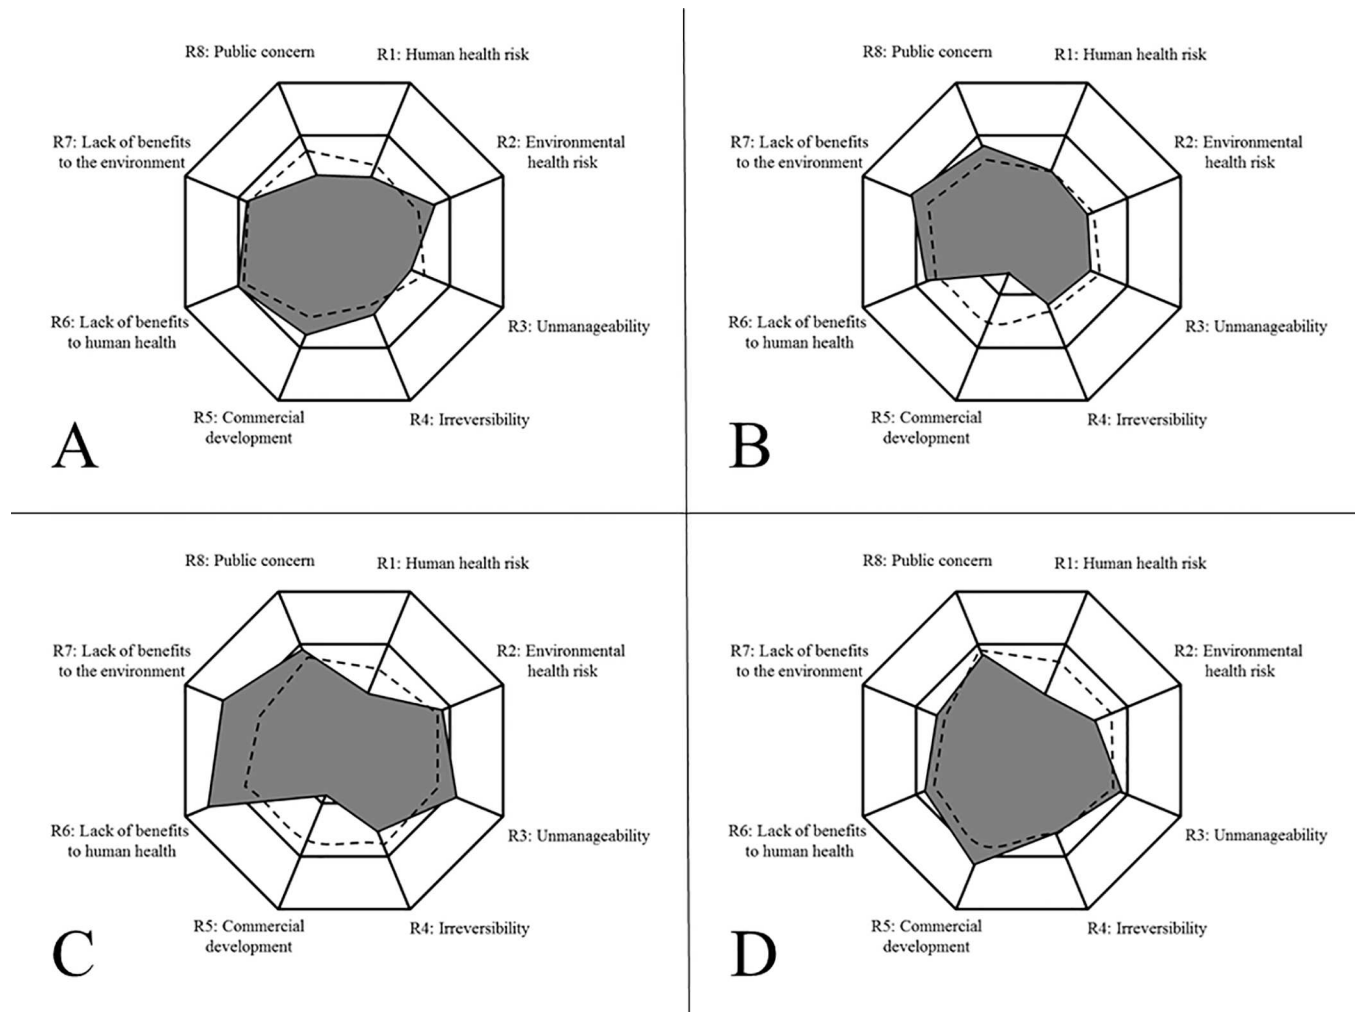 R8: Public concern
R1: Human health risk
R7: Lack of benefits
to the environment
R2: Environmental
health risk
R6: Lack of benefits
to human health
R3: Unmanageability
R5: Commercial
development
R4: Irreversibility
A
R8: Public concern
R1: Human health risk
R7: Lack of benefits
to the environment
R2: Environmental
health risk
R6: Lack of benefits
to human health
R3: Unmanageability
R5: Commercial
development
R4: Irreversibility
B
R8: Public concern
R1: Human health risk
R7: Lack of benefits
to the environment
R2: Environmental
health risk
R6: Lack of benefits
to human health
R3: Unmanageability
R5: Commercial
development
R4: Irreversibility
C
R8: Public concern
R1: Human health risk
R7: Lack of benefits
to the environment
R2: Environmental
health risk
R6: Lack of benefits
to human health
R3: Unmanageability
R5: Commercial
development
R4: Irreversibility
D